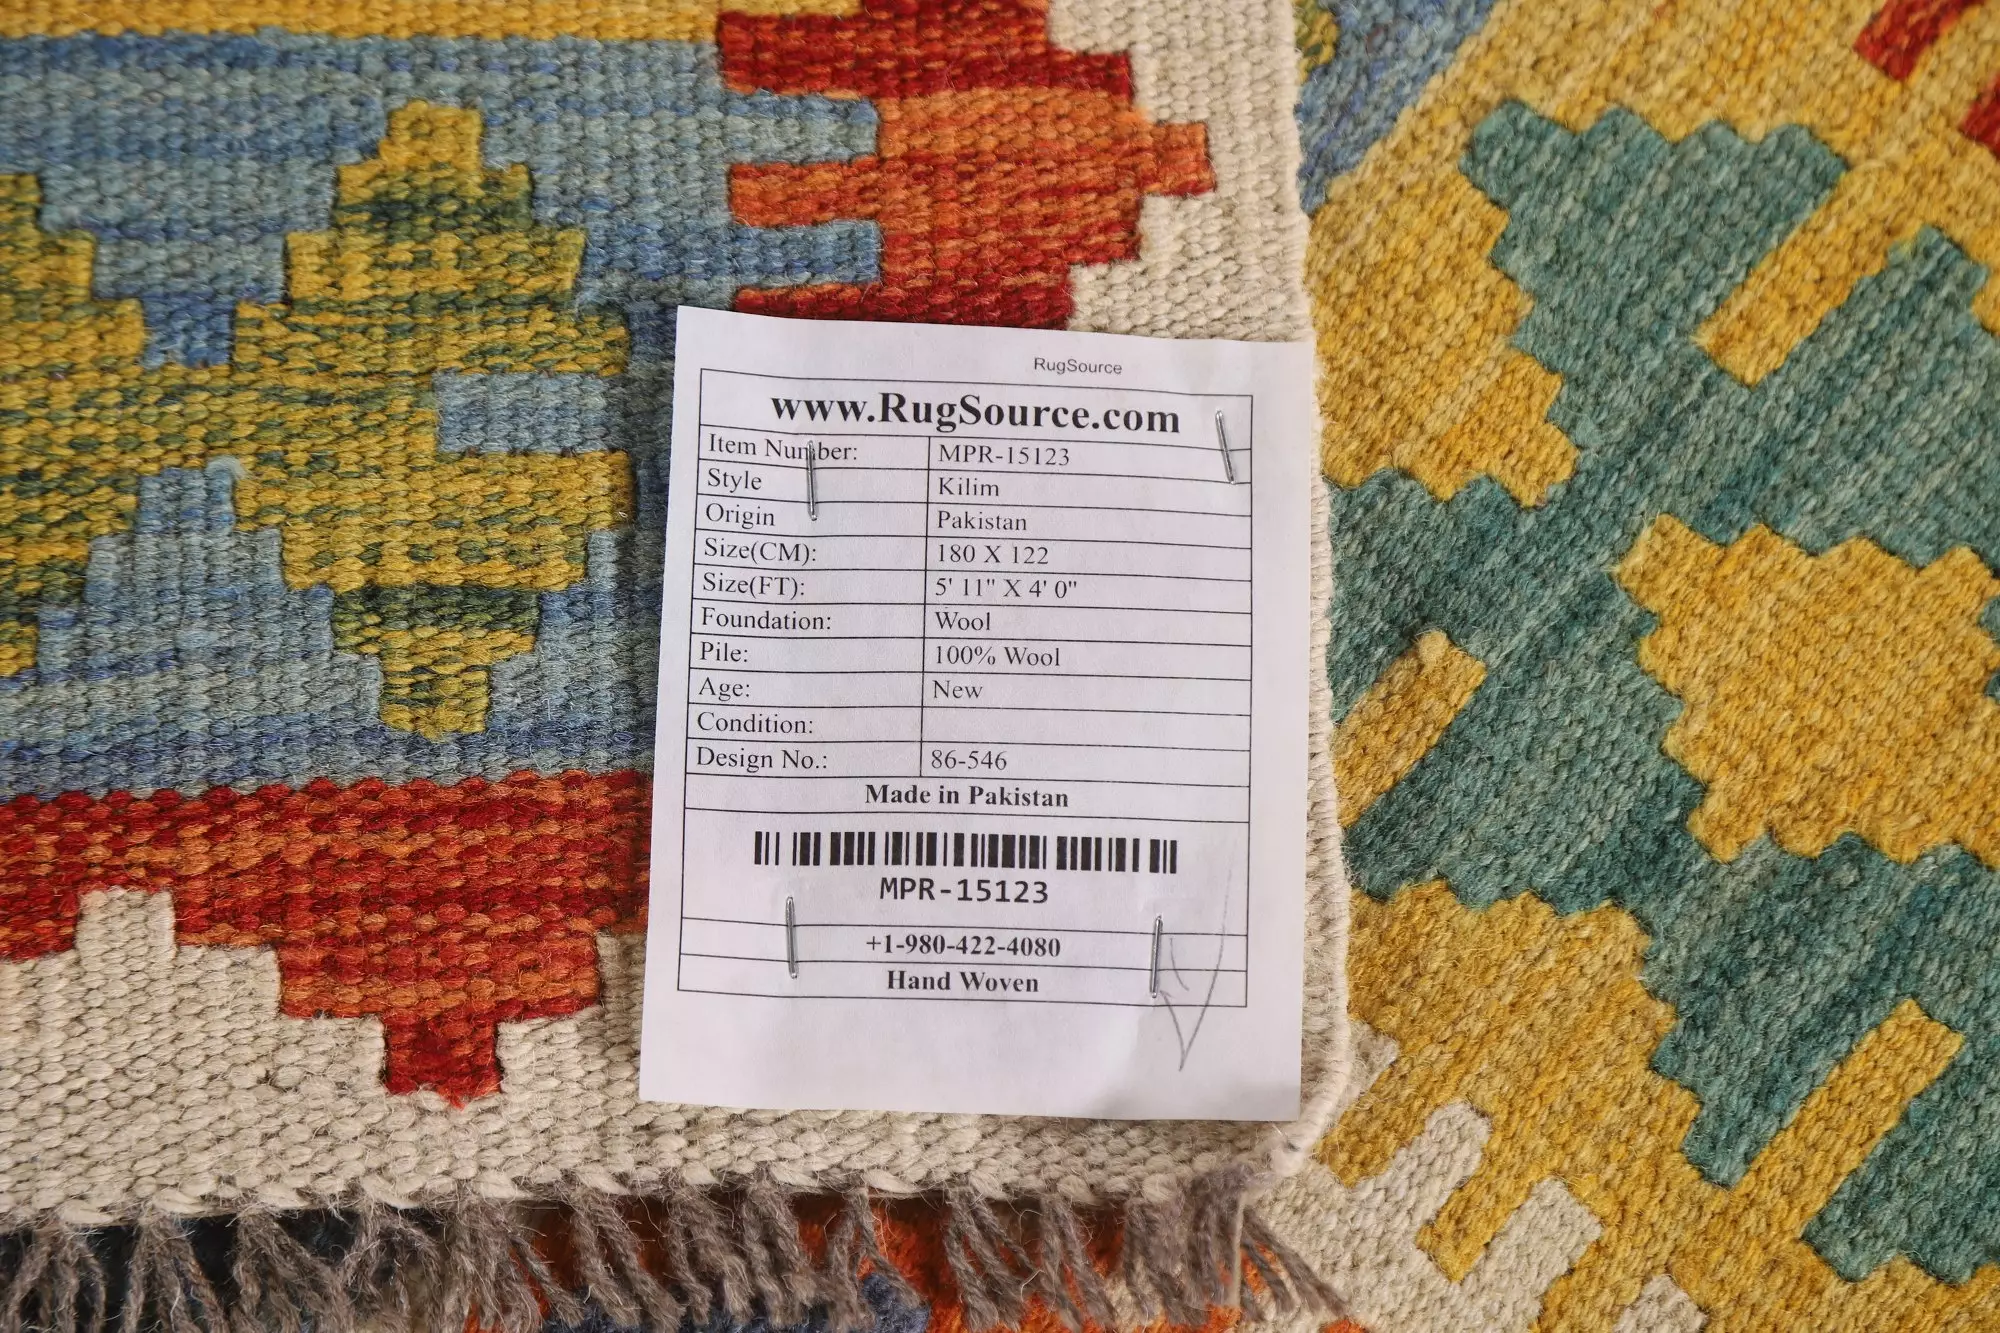 RugSource
www.RugSource.com
Item Number: MPR-15123
Style Kilim
Origin Pakistan
Size(CM): 180 X 122
Size(FT): 5' 11" X 4' 0"
Foundation: Wool
Pile: 100% Wool
Age: New
Condition:
Design No.: 86-546
Made in Pakistan
MPR-15123
+1-980-422-4080
Hand Woven